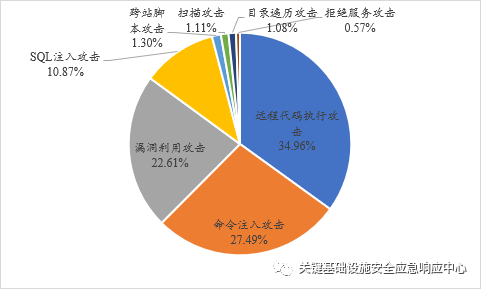 跨站脚
本攻击
1.30%
扫描攻击
1.11%
目录遍历攻击
1.08%
拒绝服务攻击
0.57%
SQL注入攻击
10.87%
远程代码执行攻
击
34.96%
漏洞利用攻击
22.61%
命令注入攻击
27.49%
关键基础设施安全应急响应中心